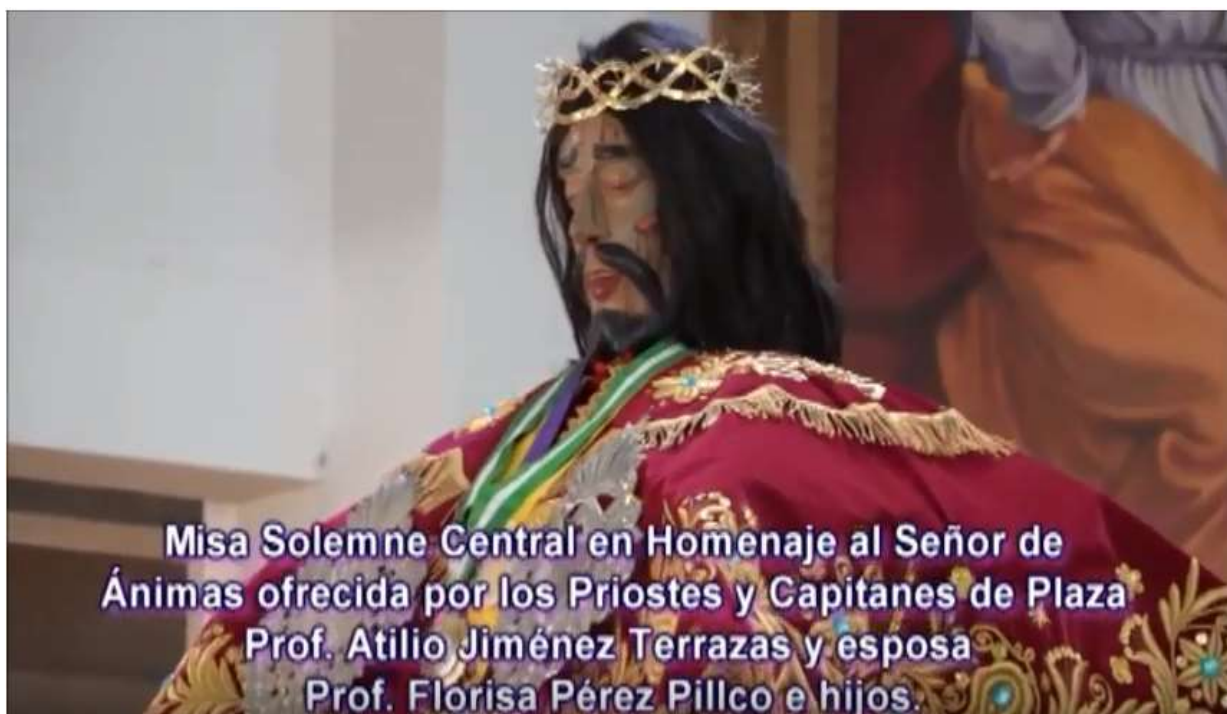 Misa Solemne Central en Homenaje al Señor de
Ánimas ofrecida por los Priostes y Capitanes de Plaza
Prof. Atilio Jiménez Terrazas y esposa
Prof. Florisa Pérez Pillco e hijos.